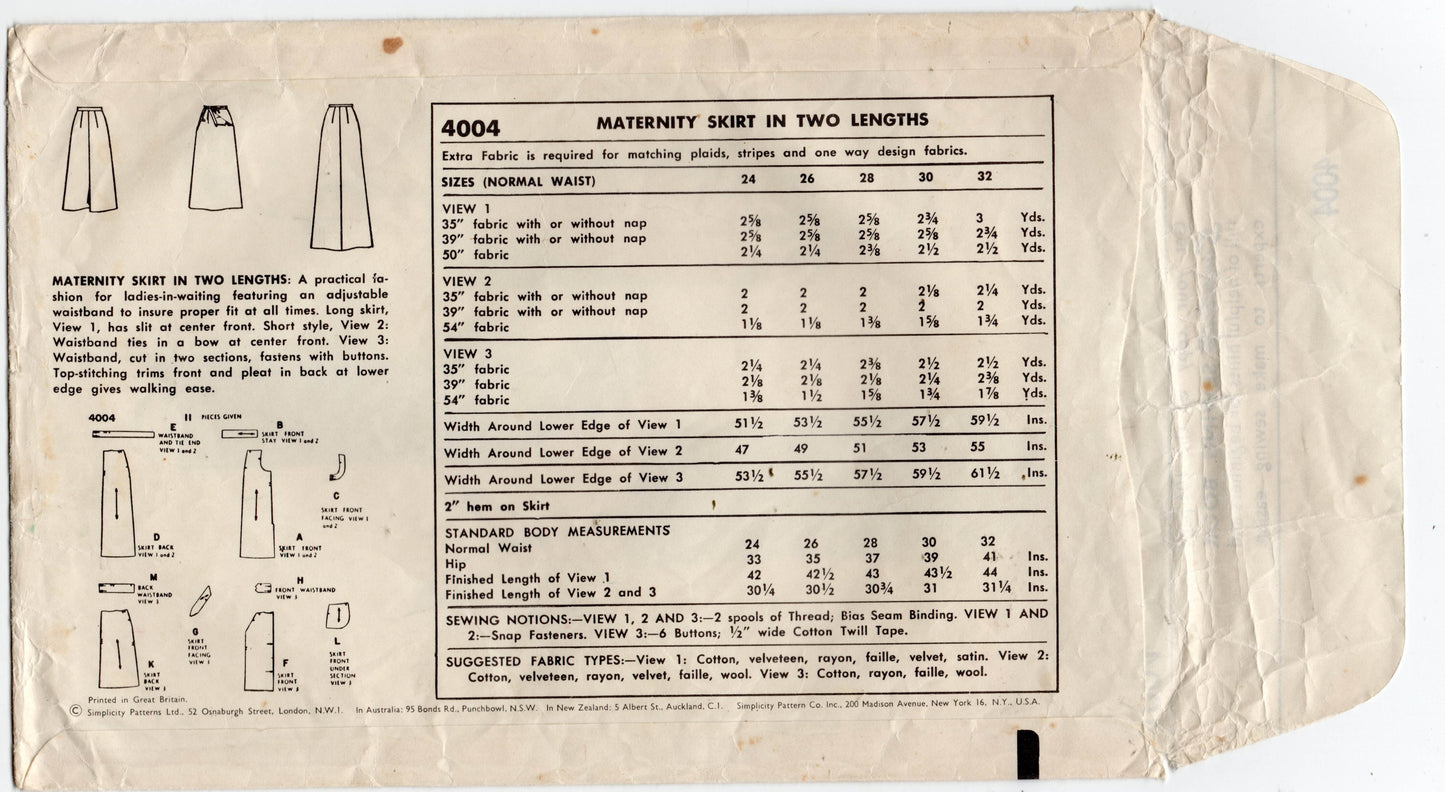 MATERNITY SKIRT IN TWO LENGTHS: A practical fa-
shion for ladies-in-waiting featuring an adjustable
waistband to insure proper fit at all times. Long skirt,
View 1, has slit at center front. Short style, View 2:
Waistband ties in a bow at center front. View 3:
Waistband, cut in two sections, fastens with buttons.
Top-stitching trims front and pleat in back at lower
edge gives walking ease.
4004 11 PIECES GIVEN
E
WAISTBAND
AND TIE END
VIEW 1 and 2
B
SKIRT FRONT
STAY VIEW 1 and 2
C
SKIRT FRONT
FACING VIEW 1
and 2
D
SKIRT BACK
VIEW 1 and 2
A
SKIRT FRONT
VIEW 1 and 2
M
BACK
WAISTBAND
VIEW 3
H
FRONT WAISTBAND
VIEW 3
G
SKIRT
FRONT
FACING
VIEW 3
L
SKIRT
FRONT
UNDER
SECTION
VIEW 3
K
SKIRT
BACK
VIEW 3
F
SKIRT
FRONT
VIEW 3
4004 MATERNITY SKIRT IN TWO LENGTHS
Extra Fabric is required for matching plaids, stripes and one way design fabrics.
SIZES (NORMAL WAIST) 24 26 28 30 32
VIEW 1
35″ fabric with or without nap 2⅝ 2⅝ 2⅝ 2¾ 3 Yds.
39″ fabric with or without nap 2⅝ 2⅝ 2⅝ 2⅝ 2¾ Yds.
50″ fabric 2¼ 2¼ 2⅜ 2½ 2½ Yds.
VIEW 2
35″ fabric with or without nap 2 2 2 2⅛ 2¼ Yds.
39″ fabric with or without nap 2 2 2 2 2 Yds.
54″ fabric 1⅛ 1⅛ 1⅜ 1⅝ 1¾ Yds.
VIEW 3
35″ fabric 2¼ 2¼ 2⅜ 2½ 2½ Yds.
39″ fabric 2⅛ 2⅛ 2⅛ 2¼ 2⅜ Yds.
54″ fabric 1⅜ 1½ 1⅝ 1¾ 1⅞ Yds.
Width Around Lower Edge of View 1 51½ 53½ 55½ 57½ 59½ Ins.
Width Around Lower Edge of View 2 47 49 51 53 55 Ins.
Width Around Lower Edge of View 3 53½ 55½ 57½ 59½ 61½ Ins.
2″ hem on Skirt
STANDARD BODY MEASUREMENTS
Normal Waist 24 26 28 30 32
Hip 33 35 37 39 41 Ins.
Finished Length of View 1 42 42½ 43 43½ 44 Ins.
Finished Length of View 2 and 3 30¼ 30½ 30¾ 31 31¼ Ins.
SEWING NOTIONS:—VIEW 1, 2 AND 3:—2 spools of Thread; Bias Seam Binding. VIEW 1 AND
2:—Snap Fasteners. VIEW 3:—6 Buttons; ½″ wide Cotton Twill Tape.
SUGGESTED FABRIC TYPES:—View 1: Cotton, velveteen, rayon, faille, velvet, satin. View 2:
Cotton, velveteen, rayon, velvet, faille, wool. View 3: Cotton, rayon, faille, wool.
Printed in Great Britain.
© Simplicity Patterns Ltd., 52 Osnaburgh Street, London, N.W.1. In Australia: 95 Bonds Rd., Punchbowl, N.S.W. In New Zealand: 5 Albert St., Auckland, C.1. Simplicity Pattern Co. Inc., 200 Madison Avenue, New York 16, N.Y., U.S.A.
4004